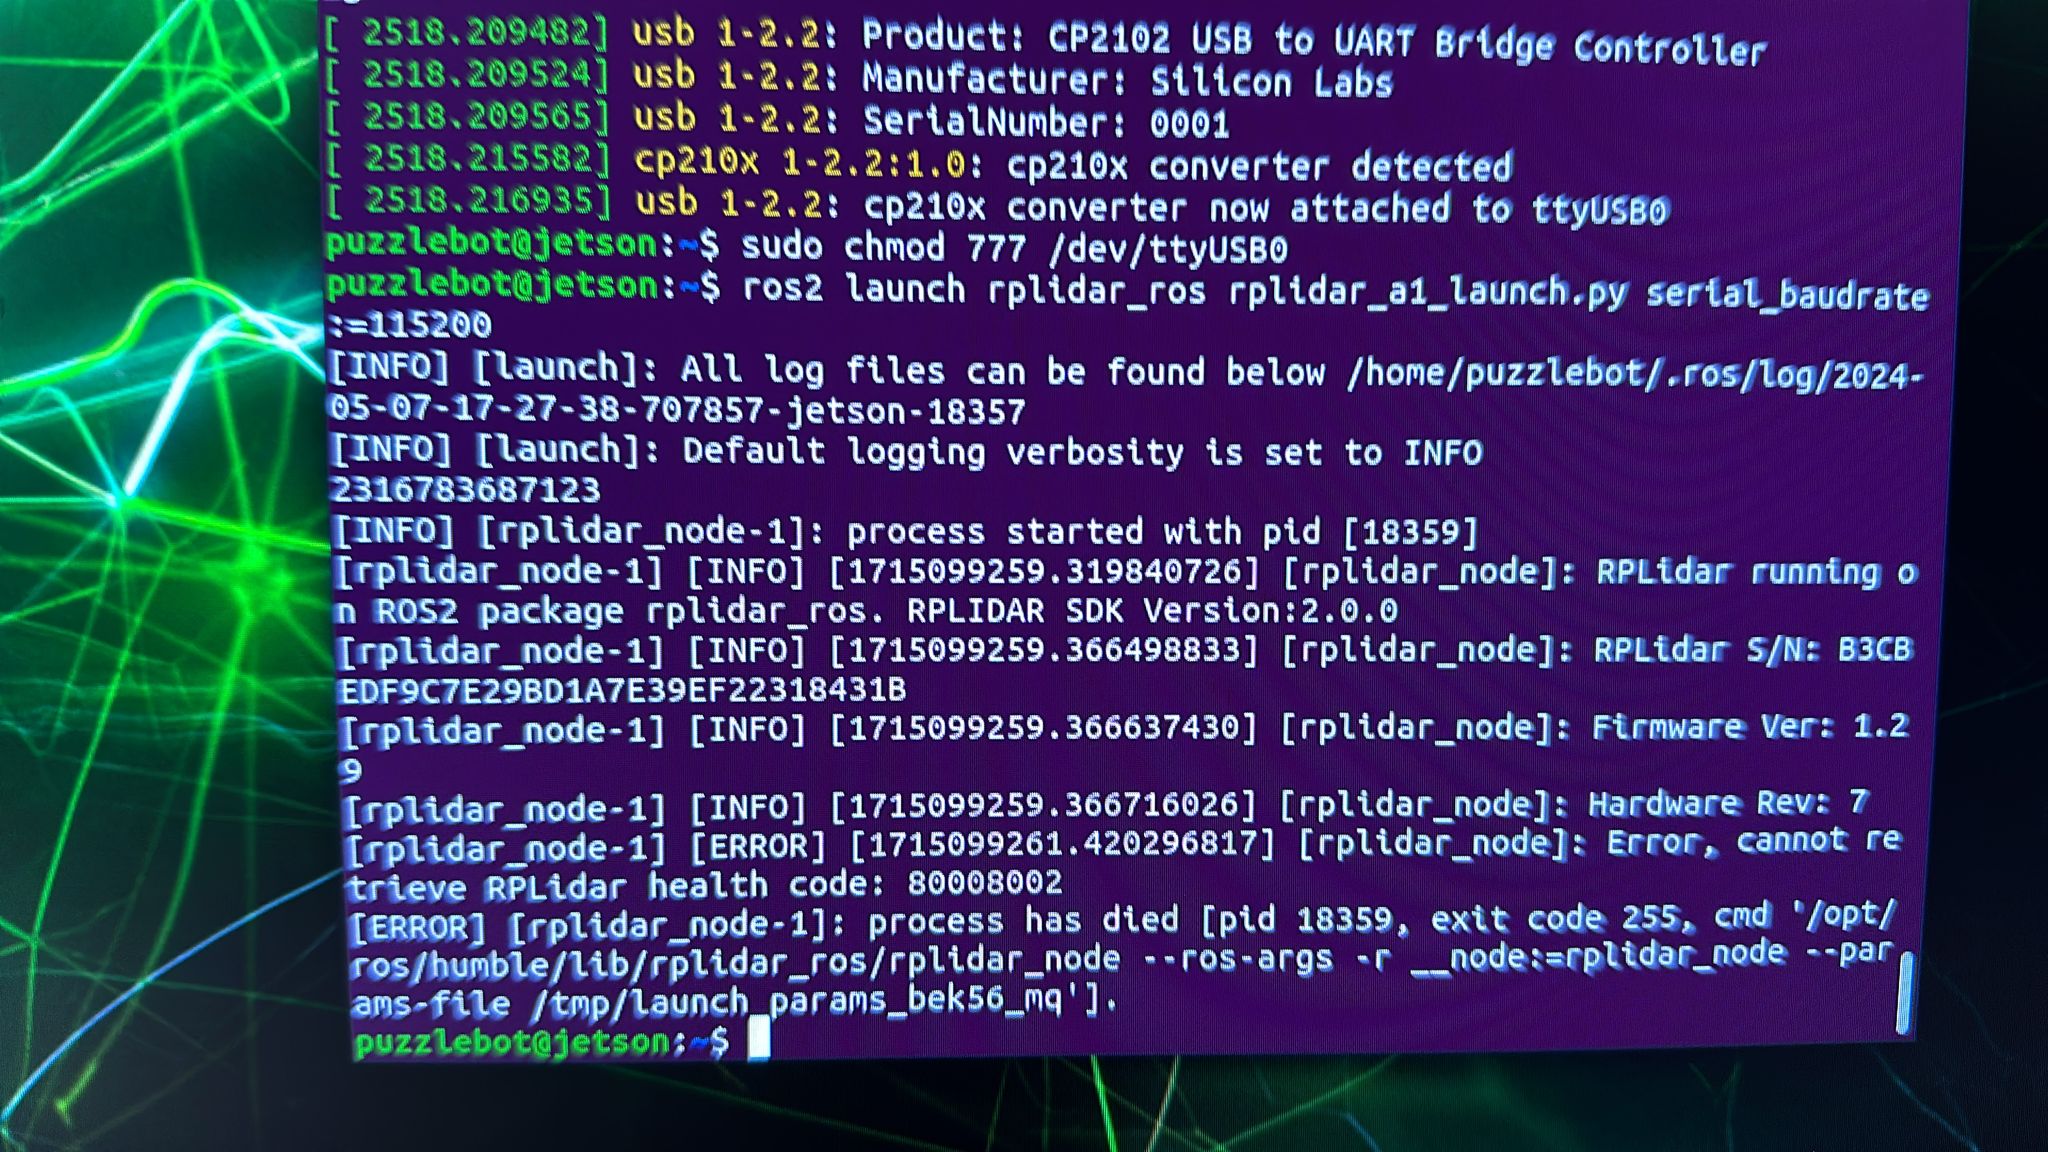 [ 2518.209482] usb 1-2.2: Product: CP2102 USB to UART Bridge Controller
[ 2518.209524] usb 1-2.2: Manufacturer: Silicon Labs
[ 2518.209565] usb 1-2.2: SerialNumber: 0001
[ 2518.215582] cp210x 1-2.2:1.0: cp210x converter detected
[ 2518.216935] usb 1-2.2: cp210x converter now attached to ttyUSB0
puzzlebot@jetson:~$ sudo chmod 777 /dev/ttyUSB0
puzzlebot@jetson:~$ ros2 launch rplidar_ros rplidar_a1_launch.py serial_baudrate
:=115200
[INFO] [launch]: All log files can be found below /home/puzzlebot/.ros/log/2024-
05-07-17-27-38-707857-jetson-18357
[INFO] [launch]: Default logging verbosity is set to INFO
2316783687123
[INFO] [rplidar_node-1]: process started with pid [18359]
[rplidar_node-1] [INFO] [1715099259.319840726] [rplidar_node]: RPLidar running o
n ROS2 package rplidar_ros. RPLIDAR SDK Version:2.0.0
[rplidar_node-1] [INFO] [1715099259.366498833] [rplidar_node]: RPLidar S/N: B3CB
EDF9C7E29BD1A7E39EF22318431B
[rplidar_node-1] [INFO] [1715099259.366637430] [rplidar_node]: Firmware Ver: 1.2
9
[rplidar_node-1] [INFO] [1715099259.366716026] [rplidar_node]: Hardware Rev: 7
[rplidar_node-1] [ERROR] [1715099261.420296817] [rplidar_node]: Error, cannot re
trieve RPLidar health code: 80008002
[ERROR] [rplidar_node-1]: process has died [pid 18359, exit code 255, cmd '/opt/
ros/humble/lib/rplidar_ros/rplidar_node --ros-args -r __node:=rplidar_node --par
ams-file /tmp/launch_params_bek56_mq'].
puzzlebot@jetson:~$